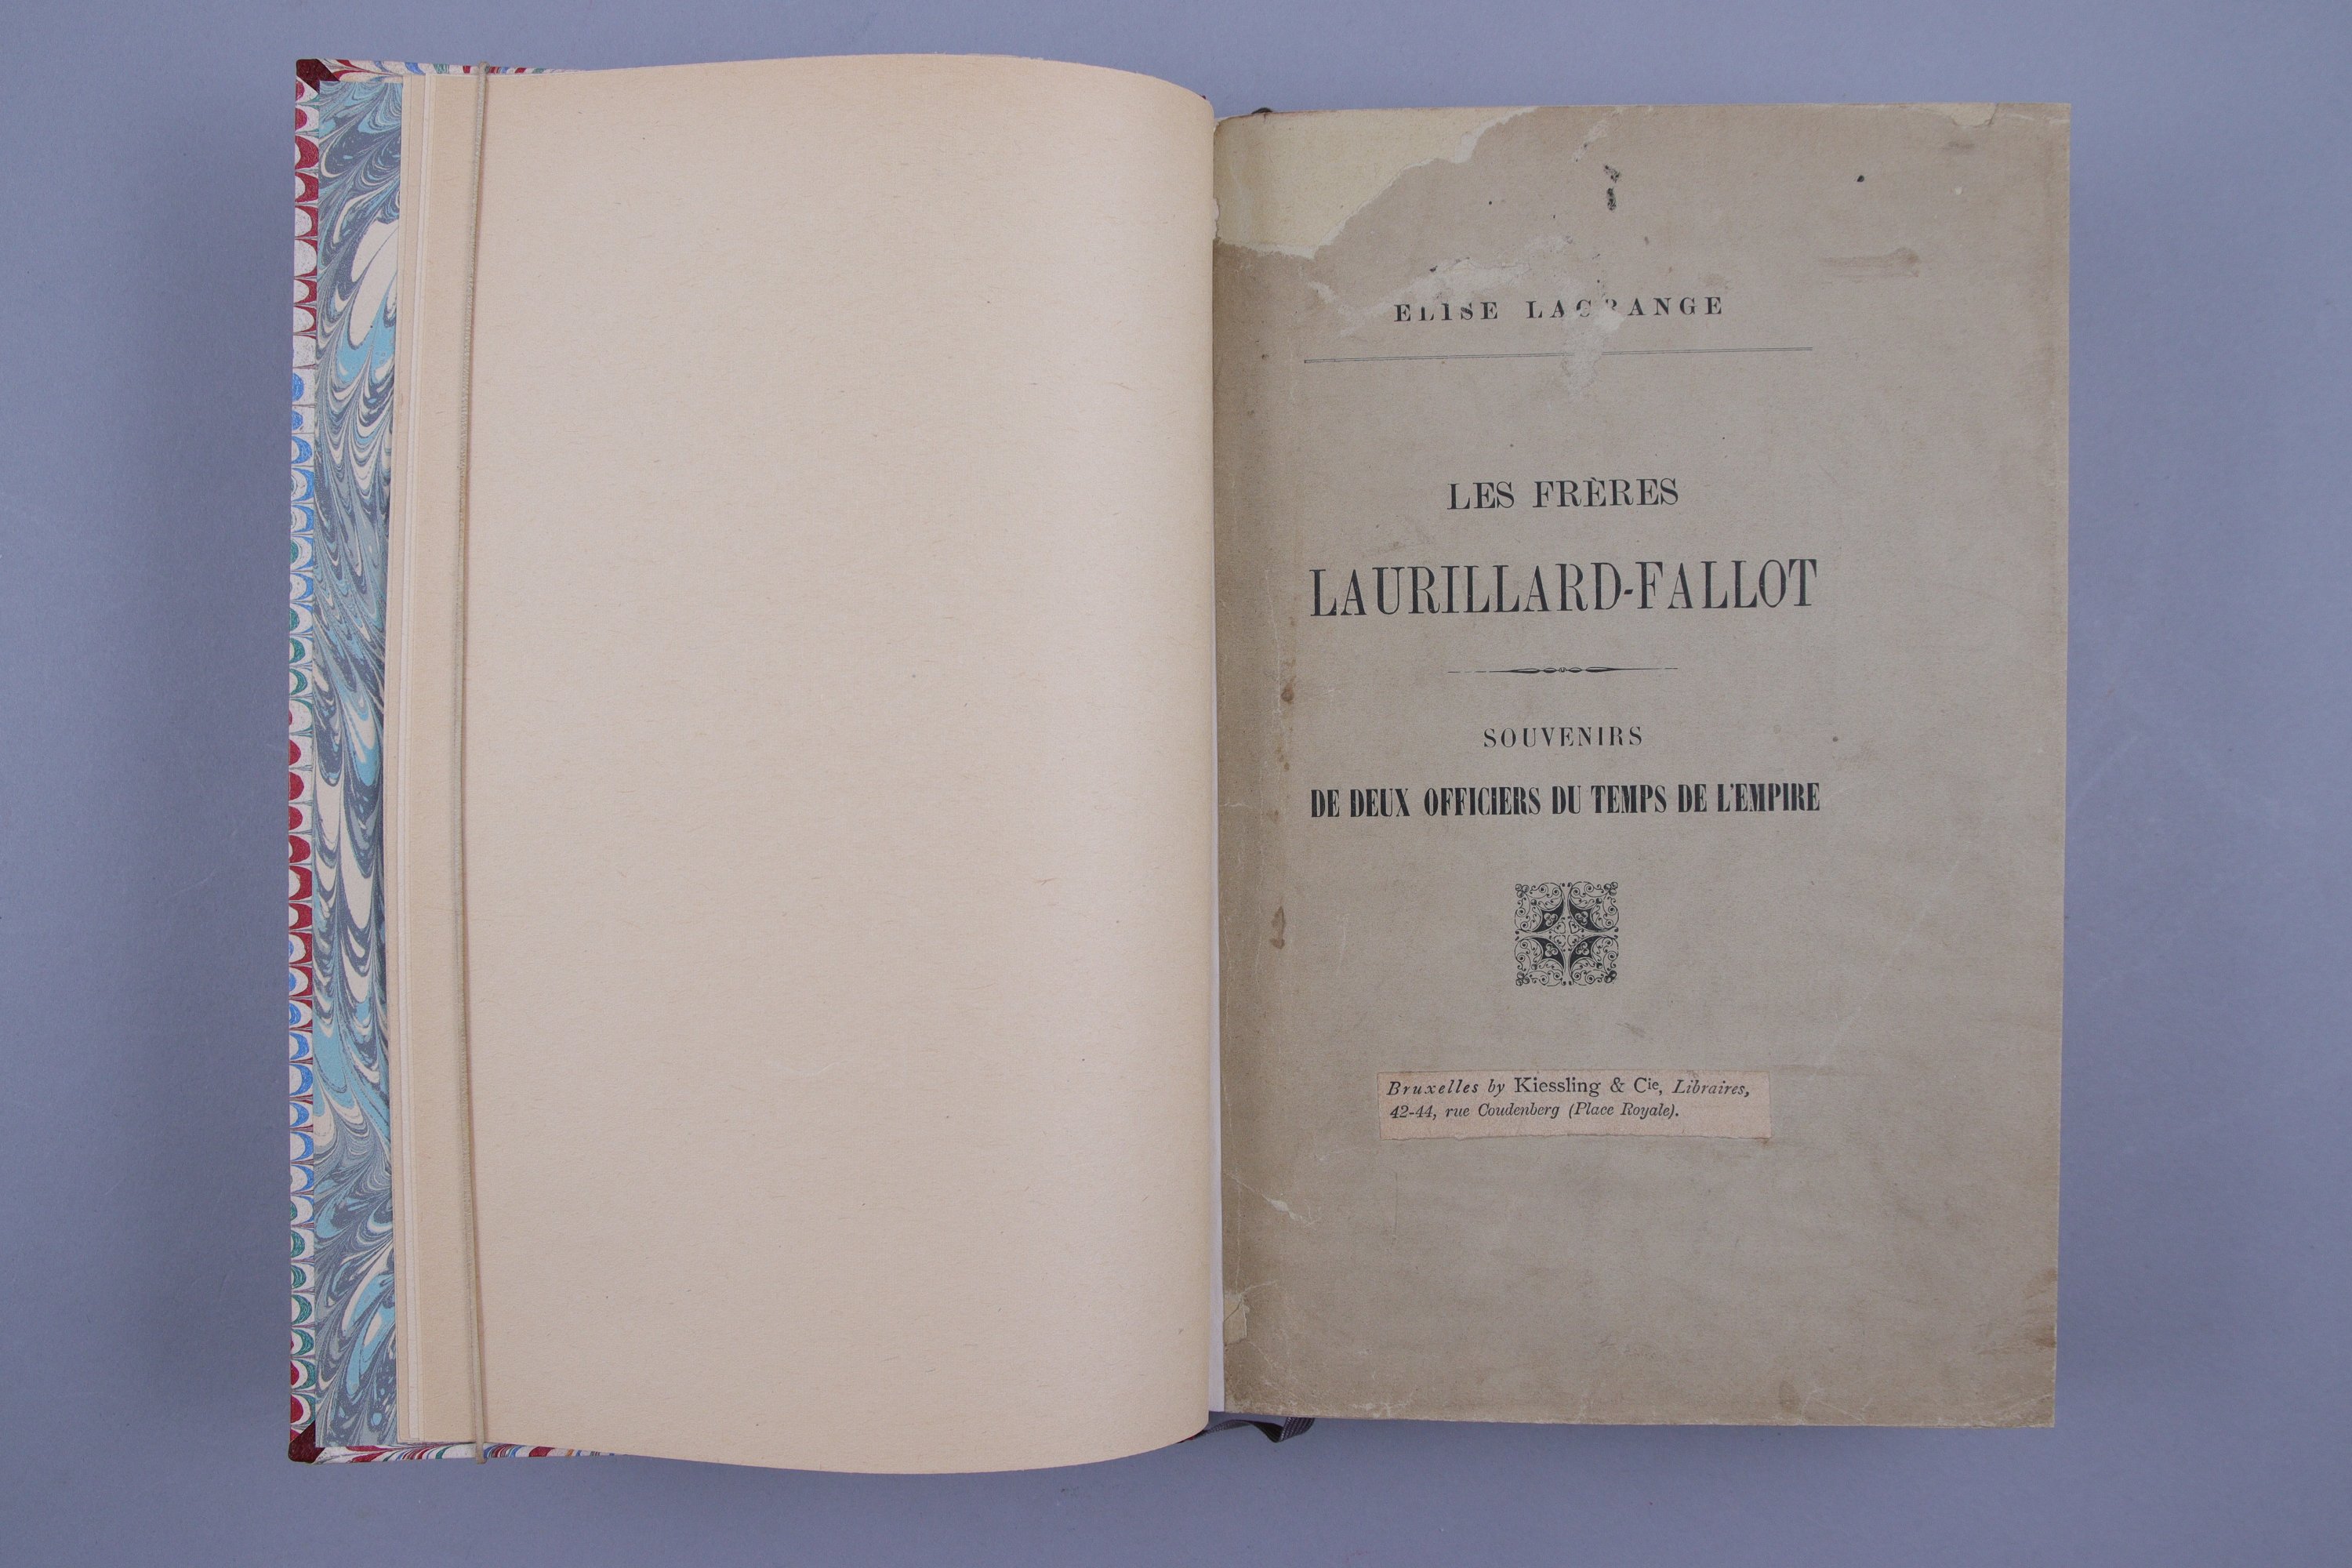 ELISE LAGRANGE
LES FRÈRES
LAURILLARD-FALLOT
SOUVENIRS
DE DEUX OFFICIERS DU TEMPS DE L'EMPIRE
Bruxelles by Kiessling & Cie, Libraires,
42-44, rue Coudenberg (Place Royale).